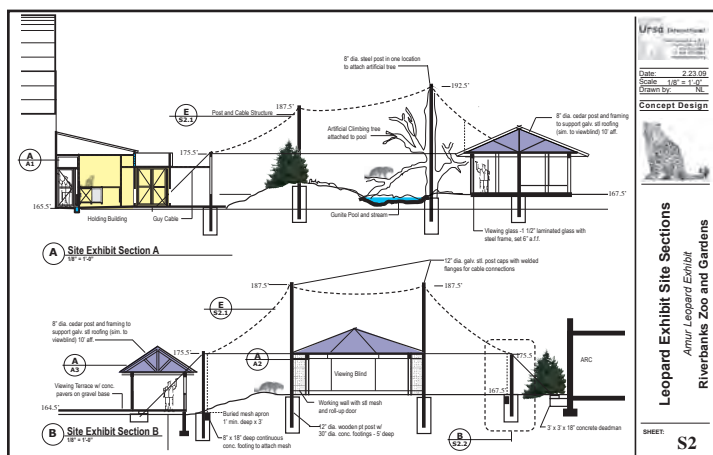 8" dia. steel post in one location
to attach artificial tree
192.5'
187.5'
E
S2.1
Post and Cable Structure
8" dia. cedar post and framing
to support galv. stl roofing
(sim. to viewblind) 10' aff.
Artificial Climbing tree
attached to pool
175.5'
A
A1
165.5'
167.5'
Holding Building
Guy Cable
Gunite Pool and stream
Viewing glass -1 1/2" laminated glass with
steel frame, set 6" a.f.f.
A
Site Exhibit Section A
1/8" = 1'-0"
12" dia. galv. stl. post caps with welded
flanges for cable connections
187.5'
187.5'
E
S2.1
8" dia. cedar post and framing to
support galv. stl roofing (sim. to
viewblind) 10' aff.
175.5'
175.5'
A
A3
A
A2
Viewing Blind
ARC
167.5'
Viewing Terrace w/ conc.
pavers on gravel base
Working wall with stl mesh
and roll-up door
164.5'
Buried mesh apron
1' min. deep x 3'
12" dia. wooden pt post w/
30" dia. conc. footings - 5' deep
B
S2.2
3' x 3' x 18" concrete deadman
8" x 18" deep continuous
conc. footing to attach mesh
B
Site Exhibit Section B
1/8" = 1'-0"
Ursa
Date: 2.23.09
Scale 1/8" = 1'-0"
Drawn by: NL
Concept Design
Leopard Exhibit Site Sections
Amur Leopard Exhibit
Riverbanks Zoo and Gardens
SHEET:
S2